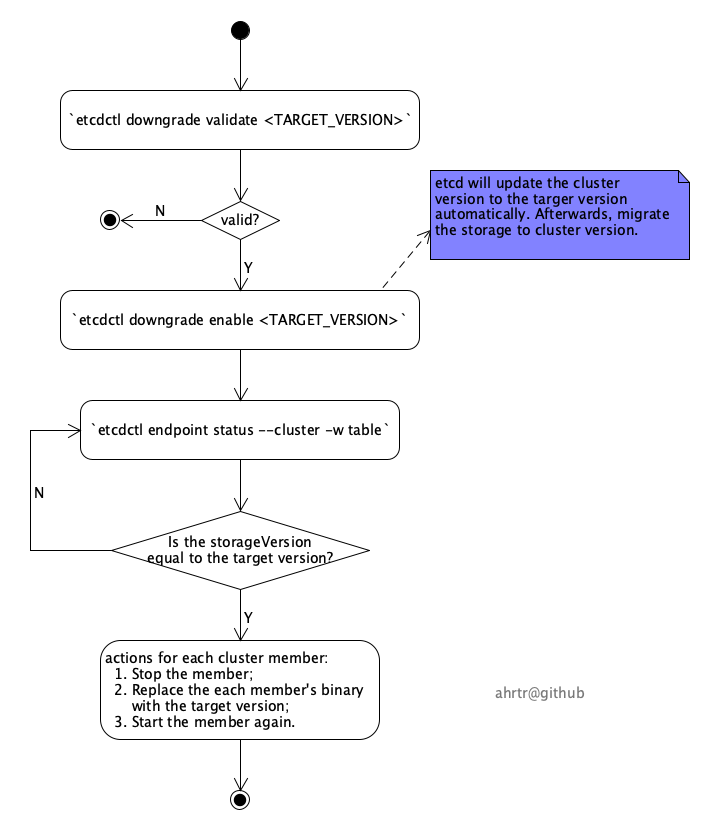 `etcdctl downgrade validate <TARGET_VERSION>`
N
valid?
etcd will update the cluster
version to the targer version
automatically. Afterwards, migrate
the storage to cluster version.
Y
`etcdctl downgrade enable <TARGET_VERSION>`
`etcdctl endpoint status --cluster -w table`
N
Is the storageVersion
equal to the target version?
Y
actions for each cluster member:
1. Stop the member;
2. Replace the each member's binary
with the target version;
3. Start the member again.
ahrtr@github